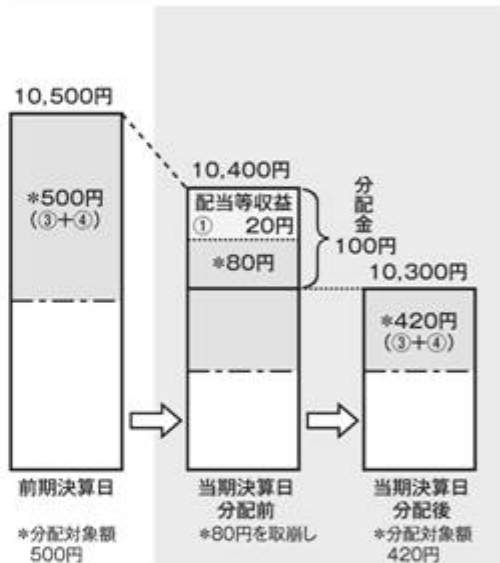 10,500円
*500円
(③+④)
前期決算日
*分配対象額
500円
10,400円
配当等収益
① 20円
*80円
分配金
100円
当期決算日
分配前
*80円を取崩し
10,300円
*420円
(③+④)
当期決算日
分配後
*分配対象額
420円